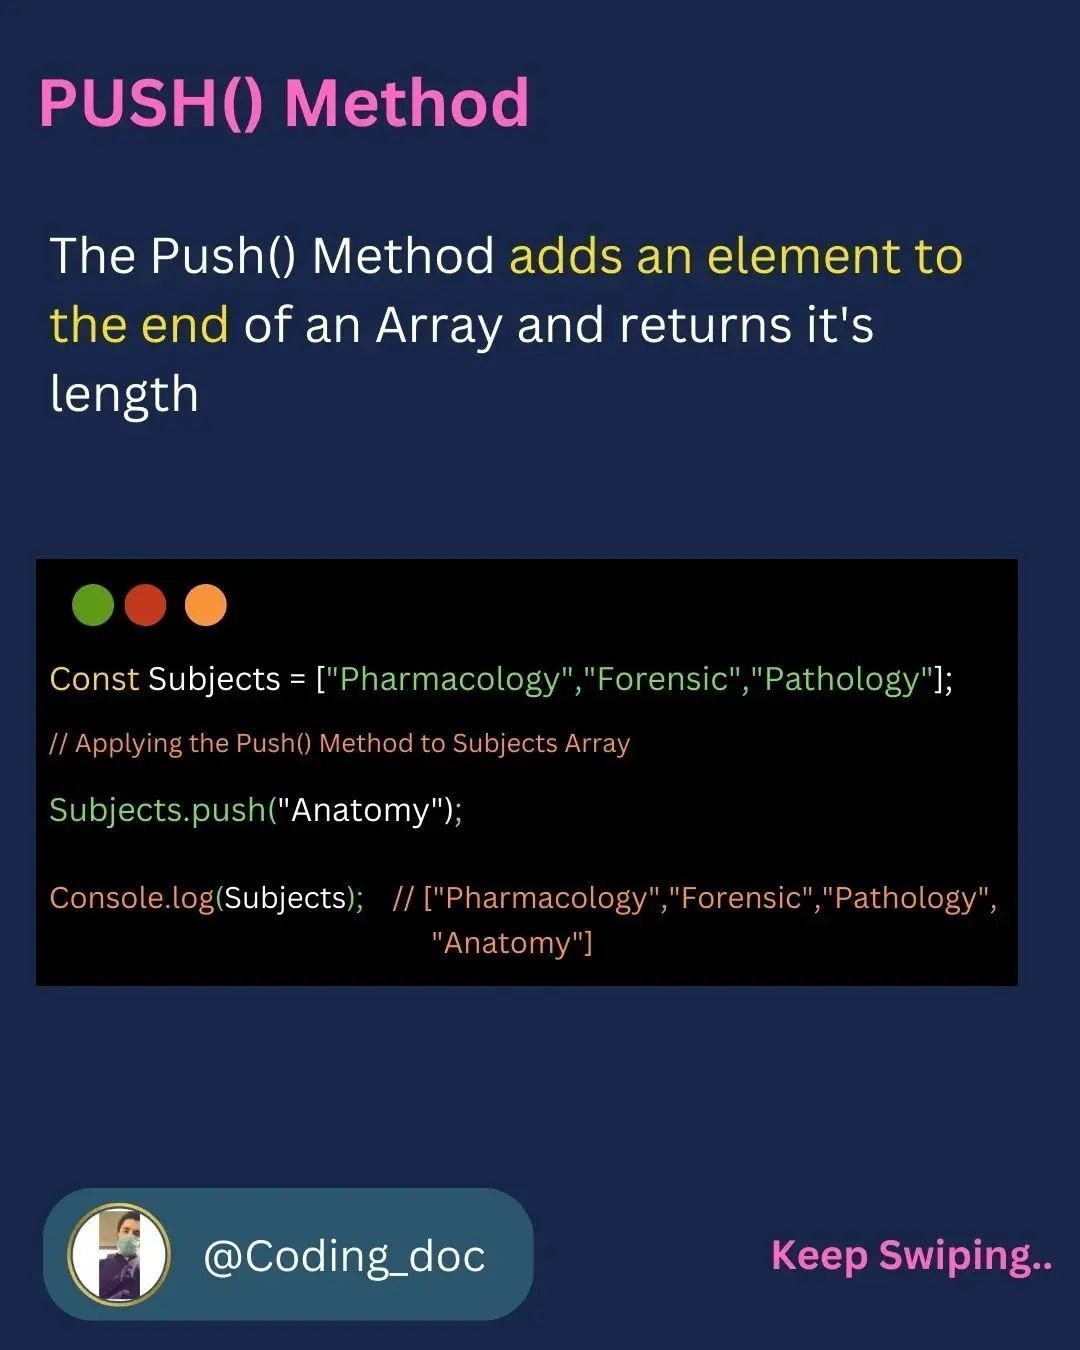 PUSH() Method
The Push() Method adds an element to
the end of an Array and returns it's
length
Const Subjects = ["Pharmacology","Forensic","Pathology"];
// Applying the Push() Method to Subjects Array
Subjects.push("Anatomy");
Console.log(Subjects); // ["Pharmacology","Forensic","Pathology",
"Anatomy"]
@Coding_doc
Keep Swiping..